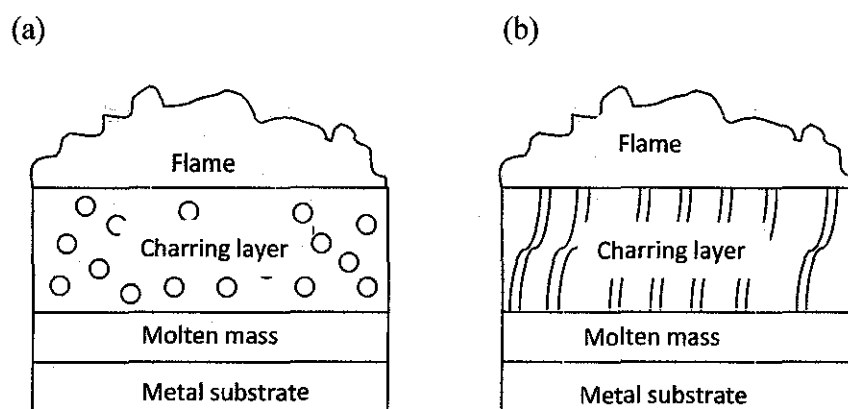 (a)
(b)
Flame
Charring layer
Molten mass
Metal substrate
Flame
Charring layer
Molten mass
Metal substrate